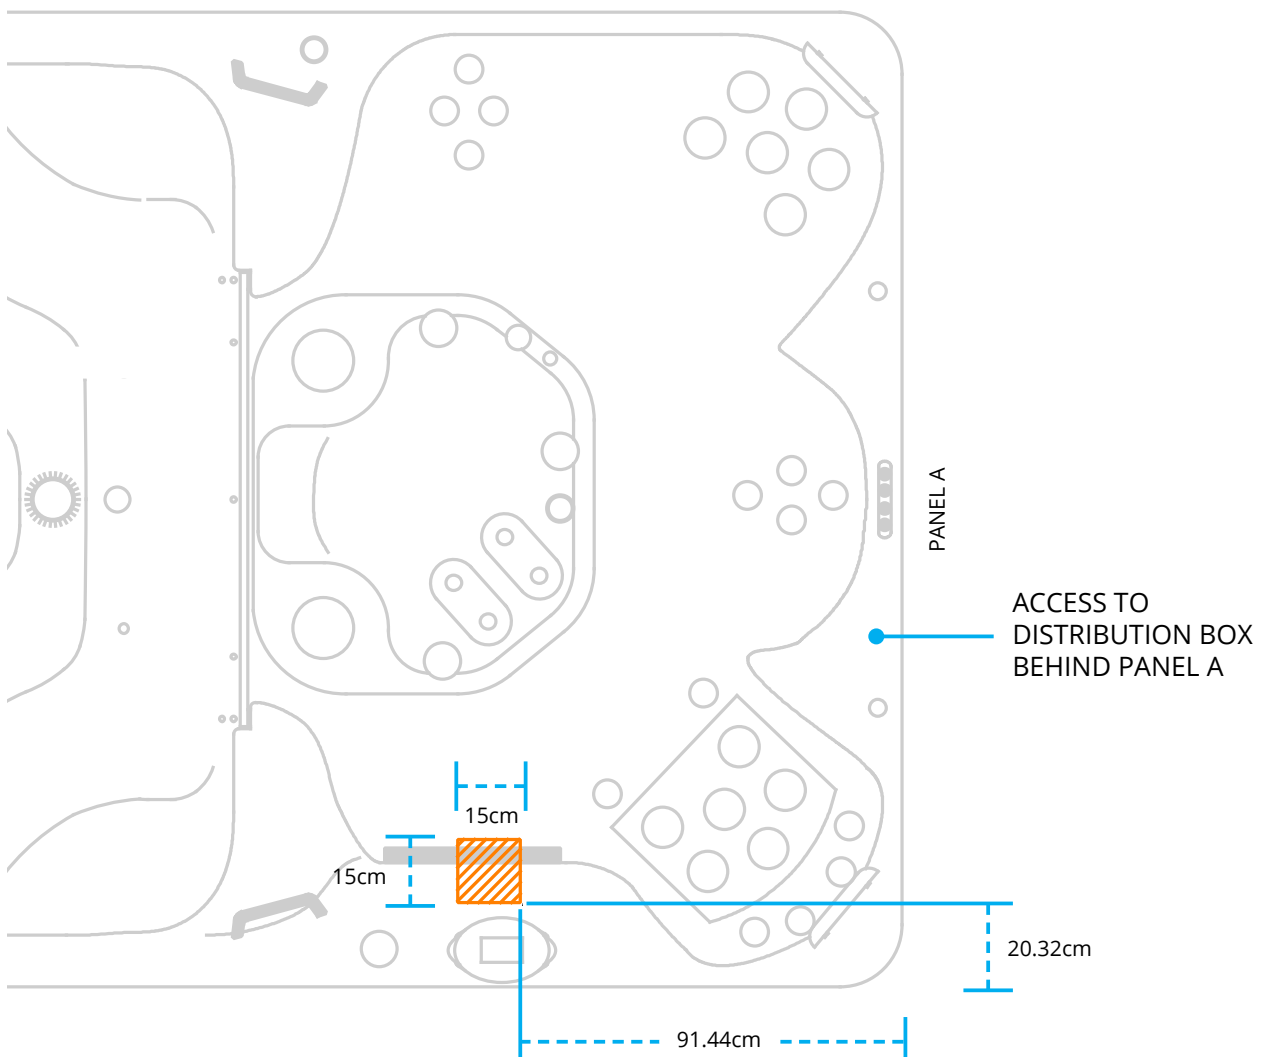 PANEL A
ACCESS TO
DISTRIBUTION BOX
BEHIND PANEL A
15cm
15cm
20.32cm
91.44cm